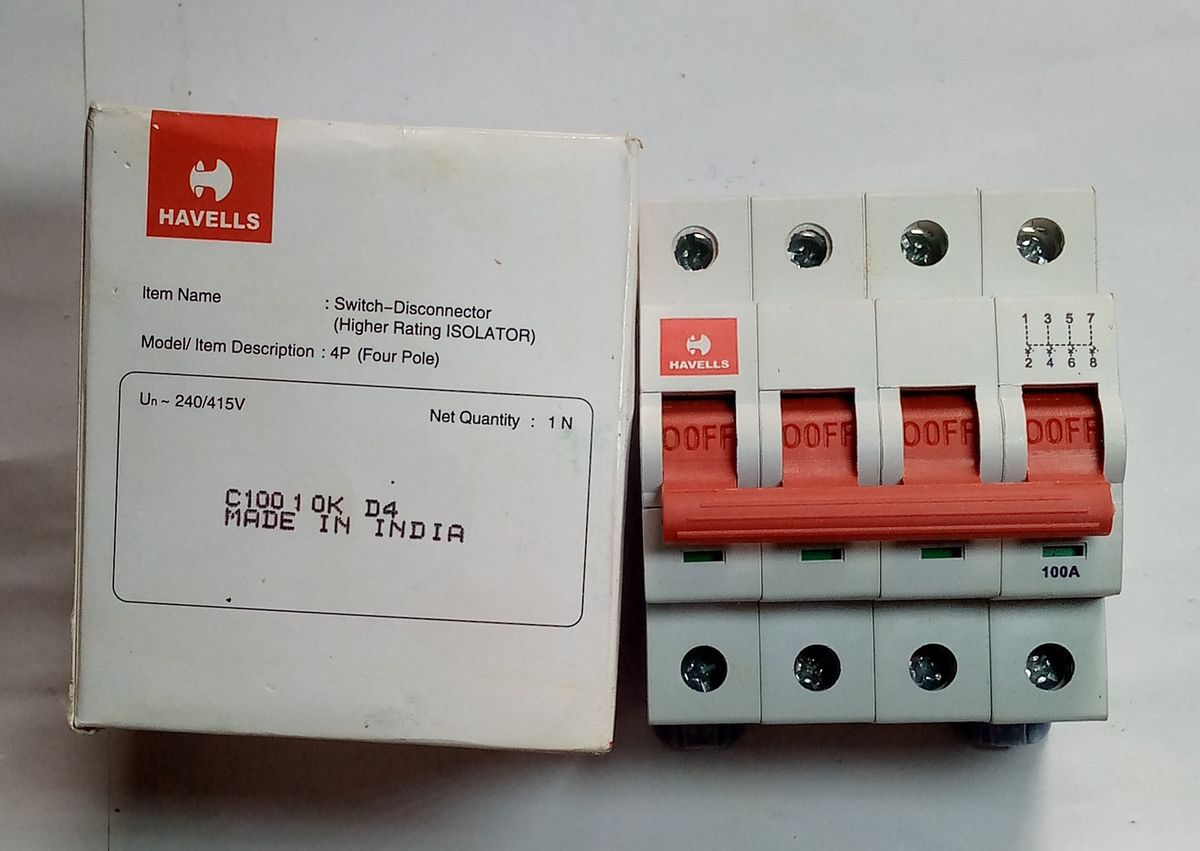 HAVELLS
Item Name : Switch-Disconnector
(Higher Rating ISOLATOR)
Model/ Item Description : 4P (Four Pole)
Un ~ 240/415V
Net Quantity : 1 N
C100 1 0K D4
MADE IN INDIA
HAVELLS
1 3 5 7
2 4 6 8
OOFF OOFF OOFF OOFF
100A